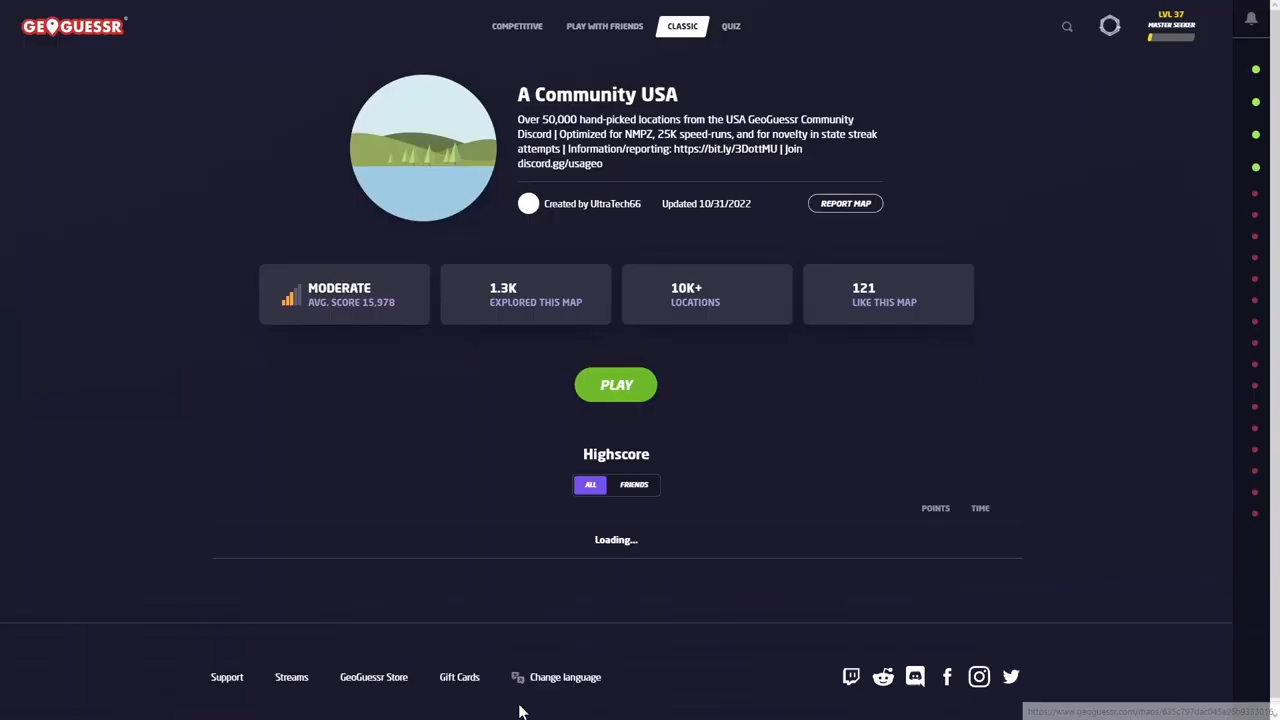 GEOGUESSR
COMPETITIVE PLAY WITH FRIENDS CLASSIC QUIZ
LVL 37
MASTER SEEKER
A Community USA
Over 50,000 hand-picked locations from the USA GeoGuessr Community
Discord | Optimized for NMPZ, 25K speed-runs, and for novelty in state streak
attempts | Information/reporting: https://bit.ly/3DottMU | Join
discord.gg/usageo
Created by UltraTech66 Updated 10/31/2022 REPORT MAP
MODERATE
AVG. SCORE 15,978
1.3K
EXPLORED THIS MAP
10K+
LOCATIONS
121
LIKE THIS MAP
PLAY
Highscore
ALL FRIENDS
POINTS TIME
Loading...
Support Streams GeoGuessr Store Gift Cards Change language